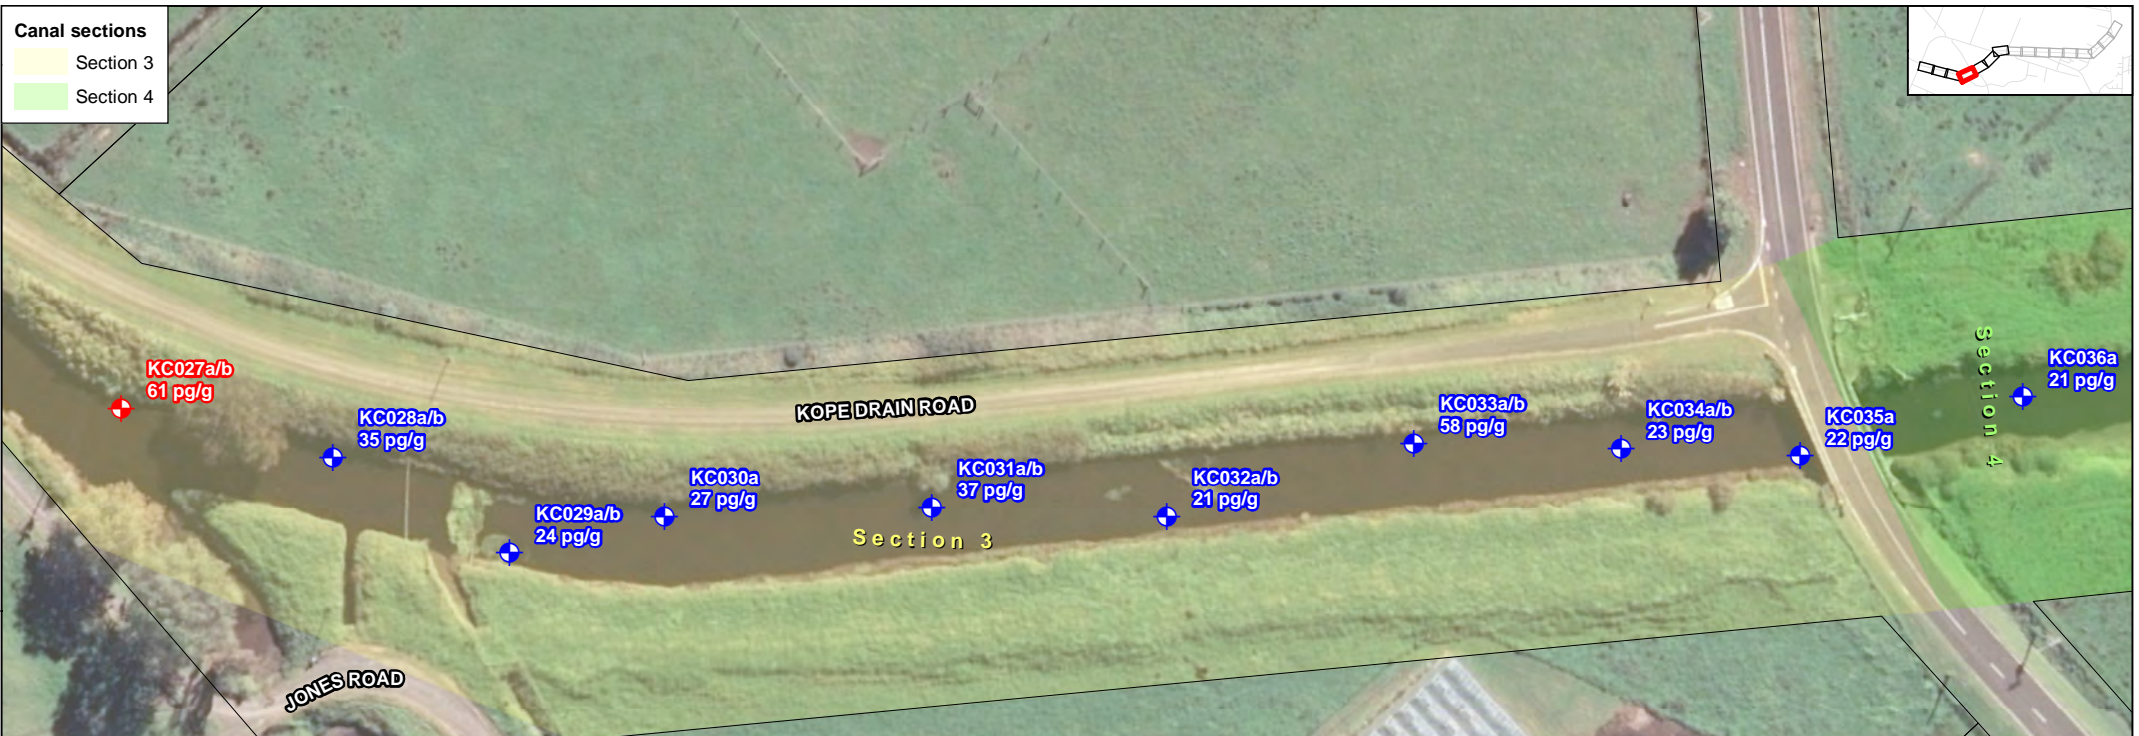 Canal sections
Section 3
Section 4
KC027a/b
61 pg/g
KC028a/b
35 pg/g
KC029a/b
24 pg/g
KC030a
27 pg/g
KC031a/b
37 pg/g
KC032a/b
21 pg/g
KC033a/b
58 pg/g
KC034a/b
23 pg/g
KC035a
22 pg/g
KC036a
21 pg/g
KOPE DRAIN ROAD
Section 3
Section 4
JONES ROAD